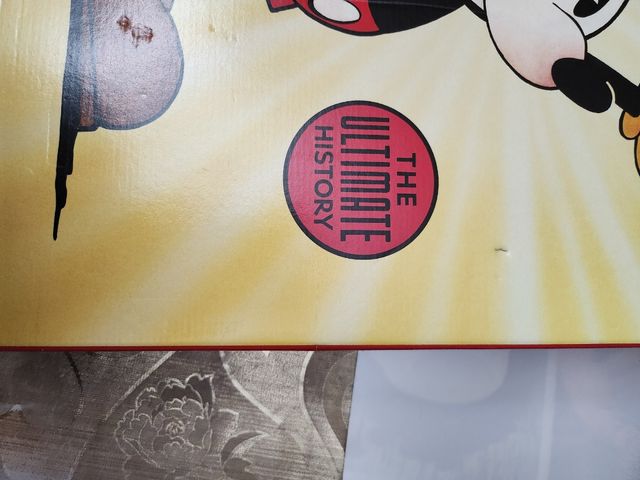 THE
ULTIMATE
HISTORY